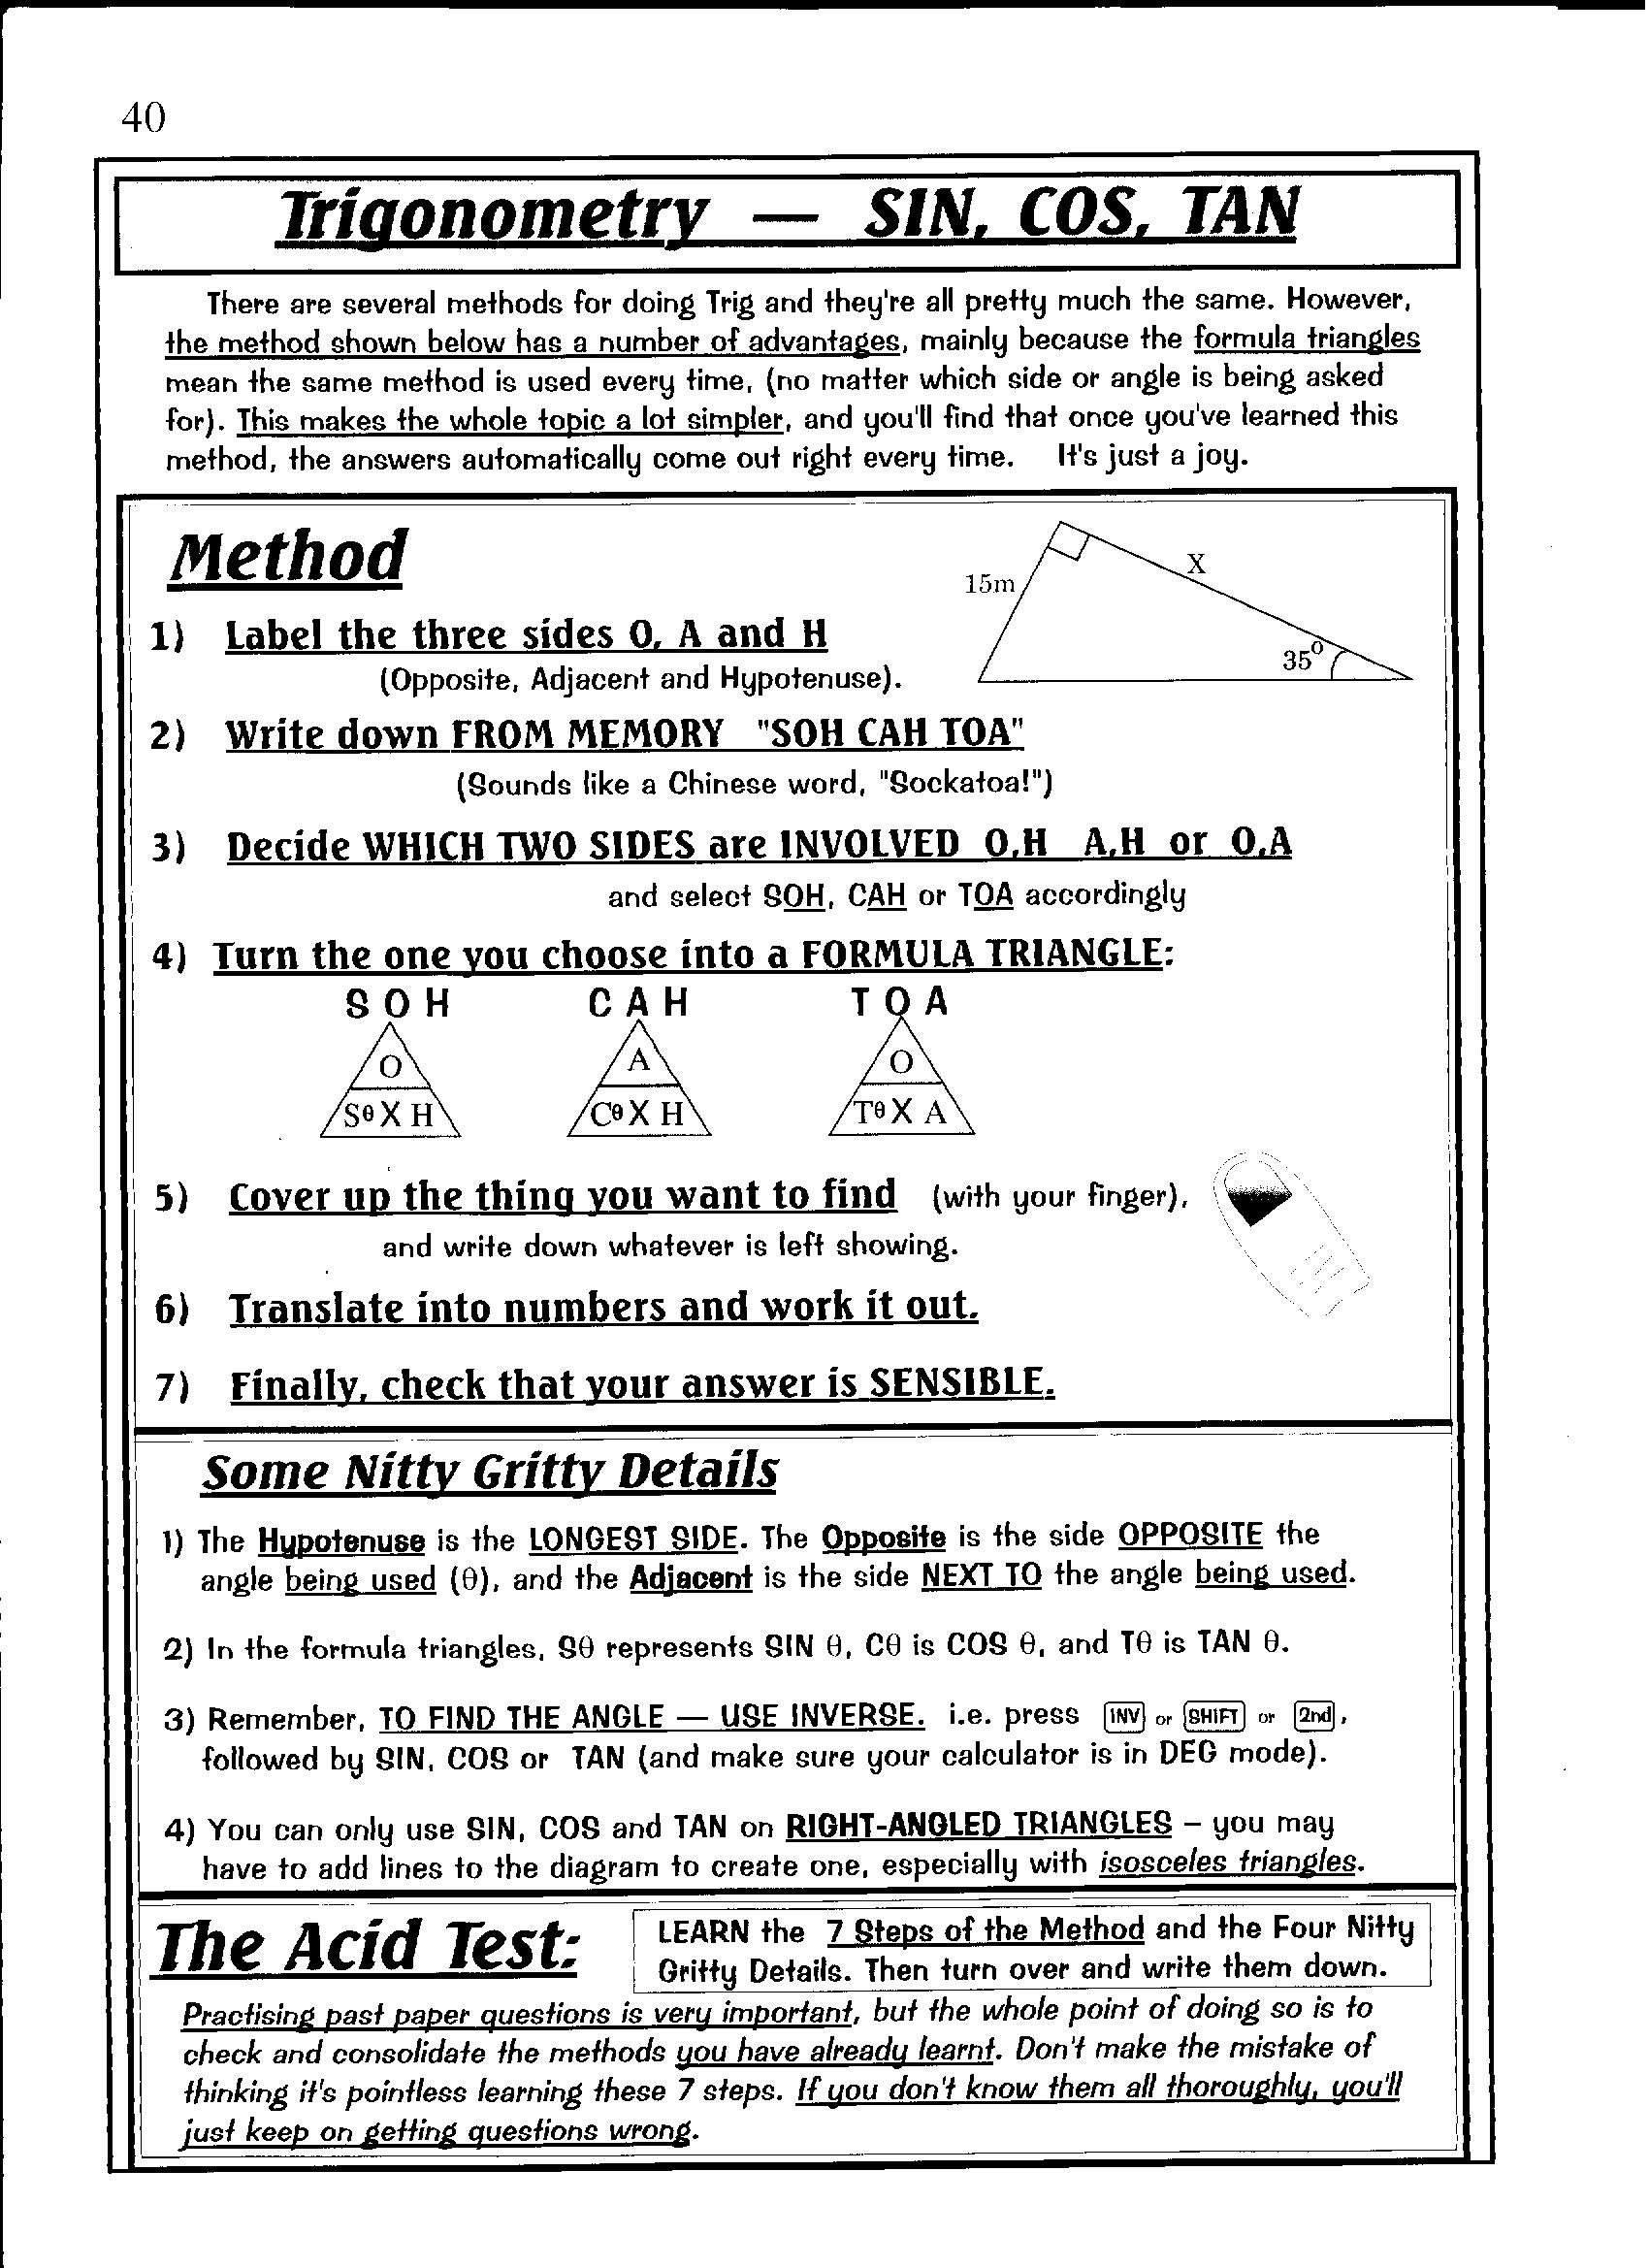 40
Trigonometry — SIN, COS, TAN
There are several methods for doing Trig and they're all pretty much the same. However,
the method shown below has a number of advantages, mainly because the formula triangles
mean the same method is used every time, (no matter which side or angle is being asked
for). This makes the whole topic a lot simpler, and you'll find that once you've learned this
method, the answers automatically come out right every time. It's just a joy.
Method
15m
X
35°
1) Label the three sides O, A and H
(Opposite, Adjacent and Hypotenuse).
2) Write down FROM MEMORY "SOH CAH TOA"
(Sounds like a Chinese word, "Sockatoa!")
3) Decide WHICH TWO SIDES are INVOLVED O,H A,H or O,A
and select SOH, CAH or TOA accordingly
4) Turn the one you choose into a FORMULA TRIANGLE:
S O H C A H T O A
O A O
Sθ X H Cθ X H Tθ X A
5) Cover up the thing you want to find (with your finger),
and write down whatever is left showing.
6) Translate into numbers and work it out.
7) Finally, check that your answer is SENSIBLE.
Some Nitty Gritty Details
1) The Hypotenuse is the LONGEST SIDE. The Opposite is the side OPPOSITE the
angle being used (θ), and the Adjacent is the side NEXT TO the angle being used.
2) In the formula triangles, Sθ represents SIN θ, Cθ is COS θ, and Tθ is TAN θ.
3) Remember, TO FIND THE ANGLE — USE INVERSE. i.e. press INV or SHIFT or 2nd,
followed by SIN, COS or TAN (and make sure your calculator is in DEG mode).
4) You can only use SIN, COS and TAN on RIGHT-ANGLED TRIANGLES – you may
have to add lines to the diagram to create one, especially with isosceles triangles.
The Acid Test:
LEARN the 7 Steps of the Method and the Four Nitty
Gritty Details. Then turn over and write them down.
Practising past paper questions is very important, but the whole point of doing so is to
check and consolidate the methods you have already learnt. Don't make the mistake of
thinking it's pointless learning these 7 steps. If you don't know them all thoroughly, you'll
just keep on getting questions wrong.